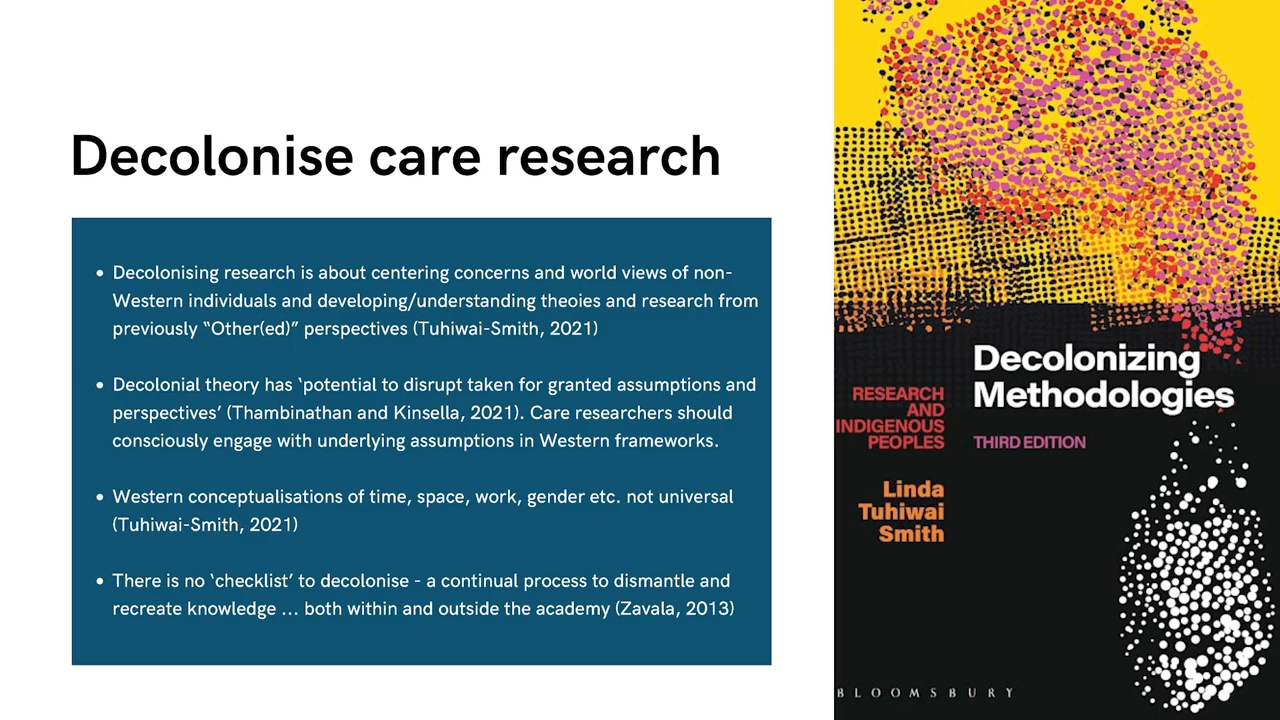 Decolonise care research
• Decolonising research is about centering concerns and world views of non-
Western individuals and developing/understanding theoies and research from
previously “Other(ed)” perspectives (Tuhiwai-Smith, 2021)
• Decolonial theory has ‘potential to disrupt taken for granted assumptions and
perspectives’ (Thambinathan and Kinsella, 2021). Care researchers should
consciously engage with underlying assumptions in Western frameworks.
• Western conceptualisations of time, space, work, gender etc. not universal
(Tuhiwai-Smith, 2021)
• There is no ‘checklist’ to decolonise - a continual process to dismantle and
recreate knowledge ... both within and outside the academy (Zavala, 2013)
Decolonizing
Methodologies
RESEARCH
AND
INDIGENOUS
PEOPLES
THIRD EDITION
Linda
Tuhiwai
Smith
BLOOMSBURY